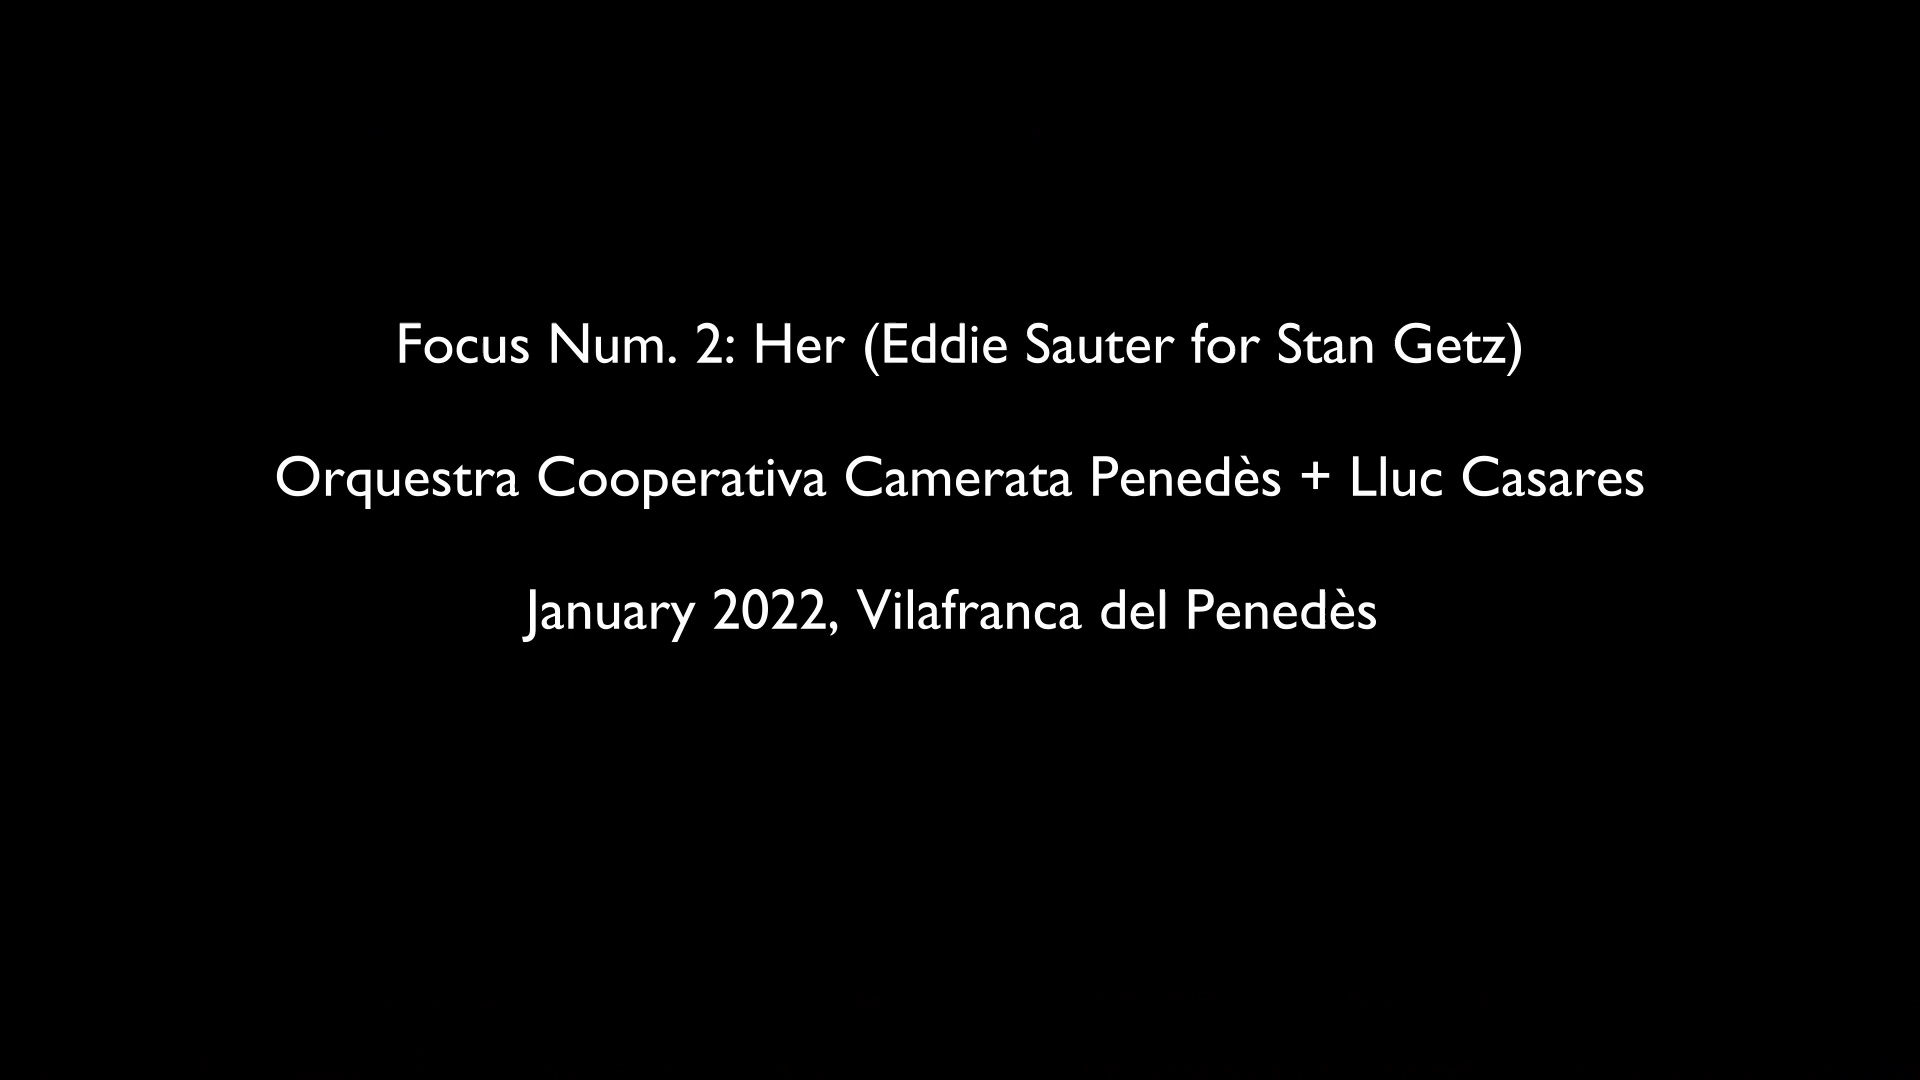 Focus Num. 2: Her (Eddie Sauter for Stan Getz)
Orquestra Cooperativa Camerata Penedès + Lluc Casares
January 2022, Vilafranca del Penedès